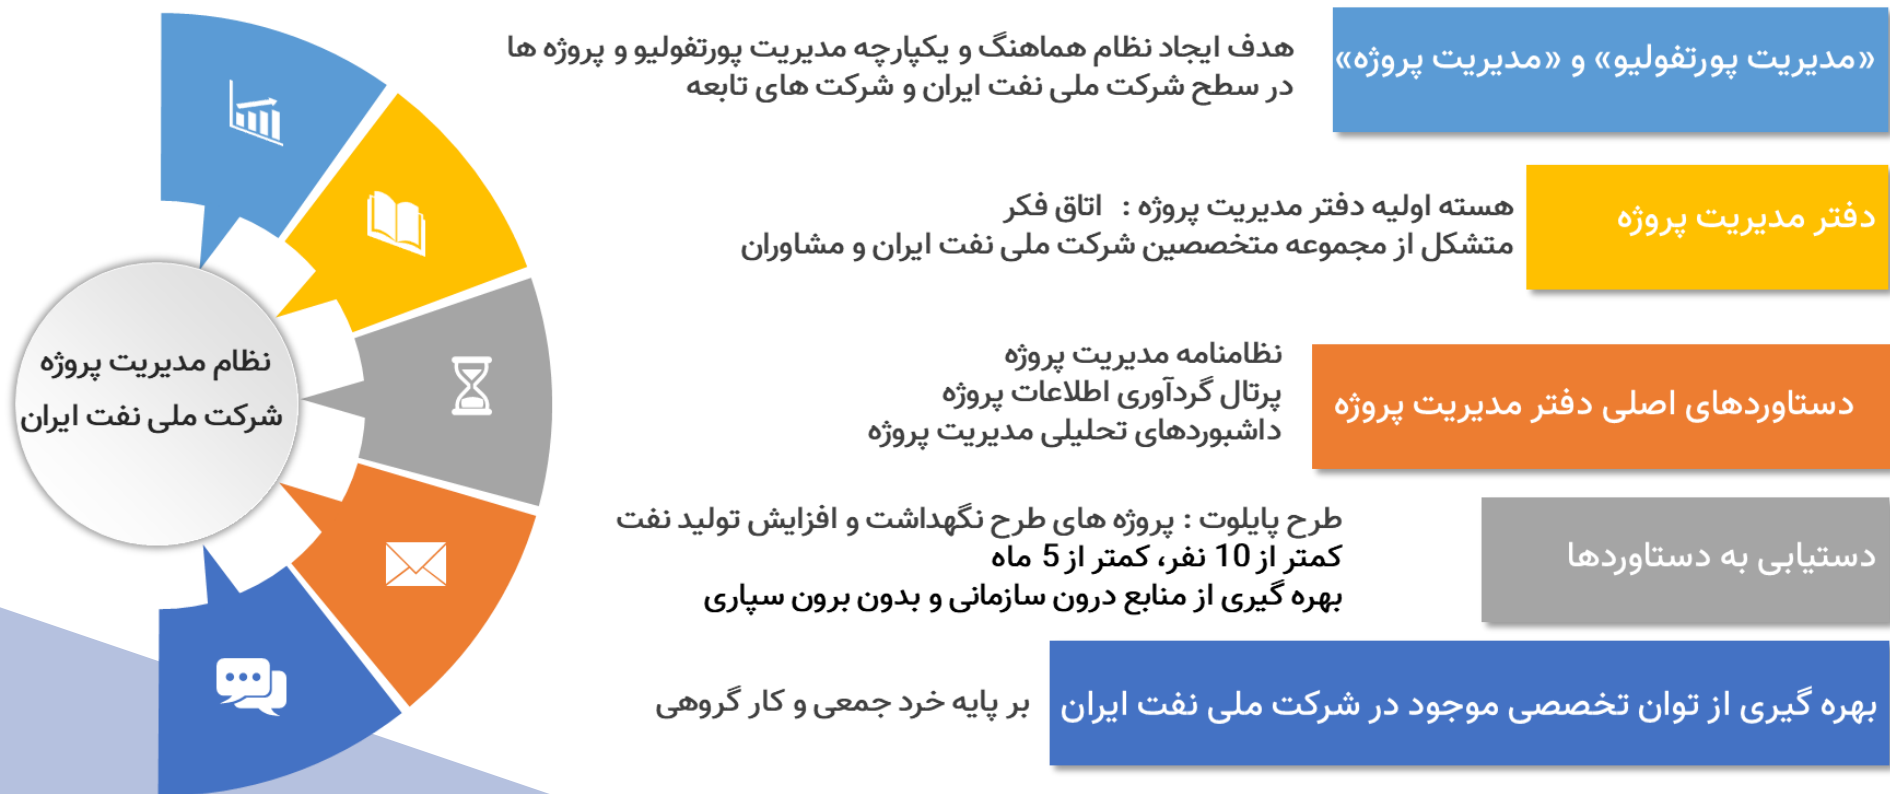 «مدیریت پورتفولیو» و «مدیریت پروژه»
هدف ایجاد نظام هماهنگ و یکپارچه مدیریت پورتفولیو و پروژه ها
در سطح شرکت ملی نفت ایران و شرکت های تابعه
دفتر مدیریت پروژه
هسته اولیه دفتر مدیریت پروژه : اتاق فکر
متشکل از مجموعه متخصصین شرکت ملی نفت ایران و مشاوران
دستاوردهای اصلی دفتر مدیریت پروژه
نظامنامه مدیریت پروژه
پرتال گردآوری اطلاعات پروژه
داشبوردهای تحلیلی مدیریت پروژه
دستیابی به دستاوردها
طرح پایلوت : پروژه های طرح نگهداشت و افزایش تولید نفت
کمتر از 10 نفر، کمتر از 5 ماه
بهره گیری از منابع درون سازمانی و بدون برون سپاری
بهره گیری از توان تخصصی موجود در شرکت ملی نفت ایران
بر پایه خرد جمعی و کار گروهی
نظام مدیریت پروژه
شرکت ملی نفت ایران